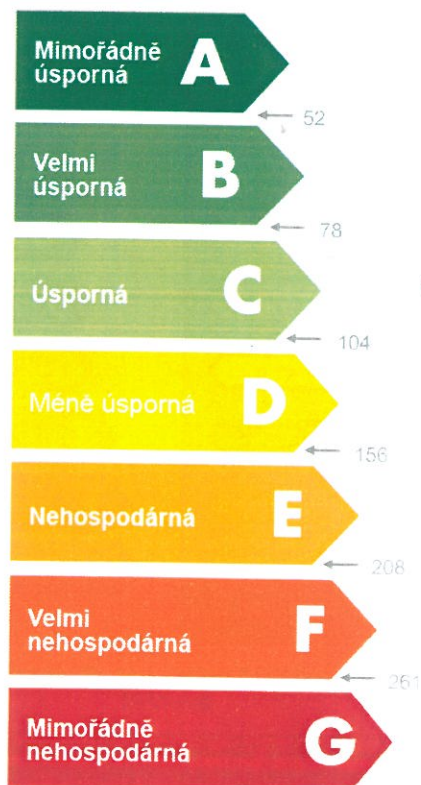 Mimořádně
úsporná
A
52
Velmi
úsporná
B
78
Úsporná
C
104
Méně úsporná
D
156
Nehospodárná
E
208
Velmi
nehospodárná
F
261
Mimořádně
nehospodárná
G